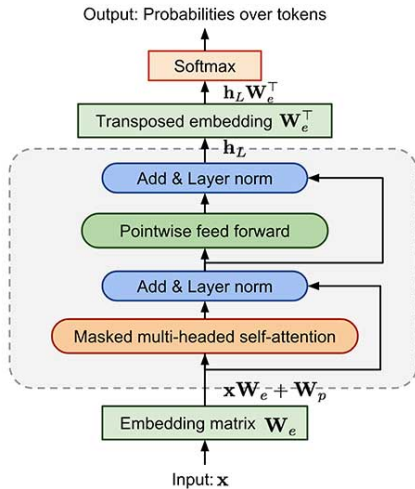 Output: Probabilities over tokens
Softmax
h_L W_e^⊤
Transposed embedding W_e^⊤
h_L
Add & Layer norm
Pointwise feed forward
Add & Layer norm
Masked multi-headed self-attention
xW_e + W_p
Embedding matrix W_e
Input: x